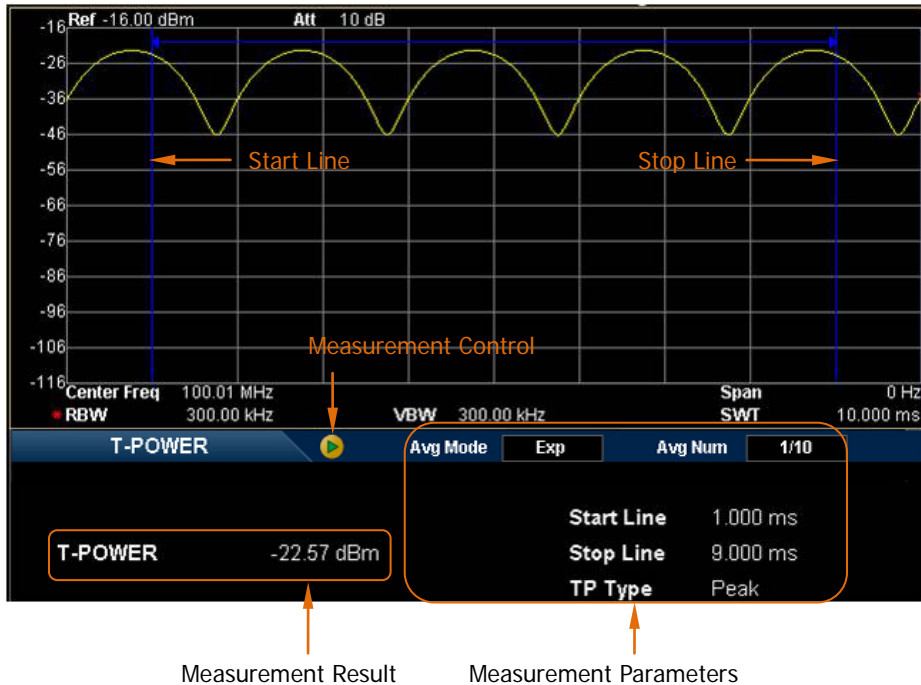 Ref -16.00 dBm Att 10 dB
-16
-26
-36
-46
Start Line Stop Line
-56
-66
-76
-86
-96
-106
Measurement Control
-116
Center Freq 100.01 MHz Span 0 Hz
RBW 300.00 kHz VBW 300.00 kHz SWT 10.000 ms
T-POWER Avg Mode Exp Avg Num 1/10
Start Line 1.000 ms
T-POWER -22.57 dBm Stop Line 9.000 ms
TP Type Peak
Measurement Result Measurement Parameters